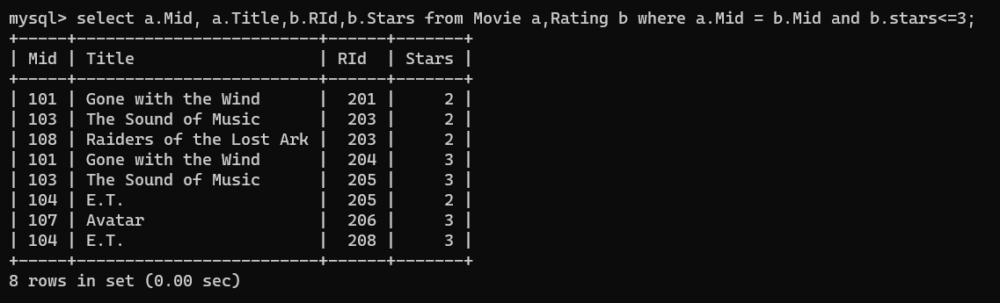 mysql> select a.Mid, a.Title,b.RId,b.Stars from Movie a,Rating b where a.Mid = b.Mid and b.stars<=3;
+-----+-------------------------+------+-------+
| Mid | Title                   | RId  | Stars |
+-----+-------------------------+------+-------+
| 101 | Gone with the Wind      |  201 |     2 |
| 103 | The Sound of Music      |  203 |     2 |
| 108 | Raiders of the Lost Ark |  203 |     2 |
| 101 | Gone with the Wind      |  204 |     3 |
| 103 | The Sound of Music      |  205 |     3 |
| 104 | E.T.                    |  205 |     2 |
| 107 | Avatar                  |  206 |     3 |
| 104 | E.T.                    |  208 |     3 |
+-----+-------------------------+------+-------+
8 rows in set (0.00 sec)